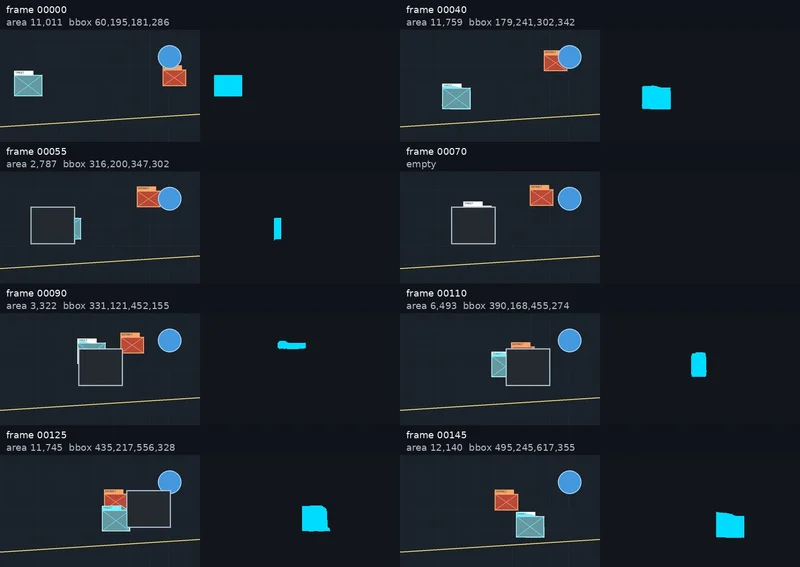 frame 00000
area 11,011 bbox 60,195,181,286
frame 00040
area 11,759 bbox 179,241,302,342
frame 00055
area 2,787 bbox 316,200,347,302
frame 00070
empty
frame 00090
area 3,322 bbox 331,121,452,155
frame 00110
area 6,493 bbox 390,168,455,274
frame 00125
area 11,745 bbox 435,217,556,328
frame 00145
area 12,140 bbox 495,245,617,355